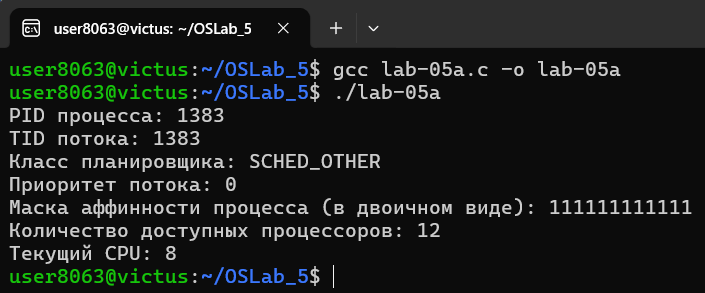 user8063@victus: ~/OSLab_5
user8063@victus:~/OSLab_5$ gcc lab-05a.c -o lab-05a
user8063@victus:~/OSLab_5$ ./lab-05a
PID процесса: 1383
TID потока: 1383
Класс планировщика: SCHED_OTHER
Приоритет потока: 0
Маска аффинности процесса (в двоичном виде): 111111111111
Количество доступных процессоров: 12
Текущий CPU: 8
user8063@victus:~/OSLab_5$